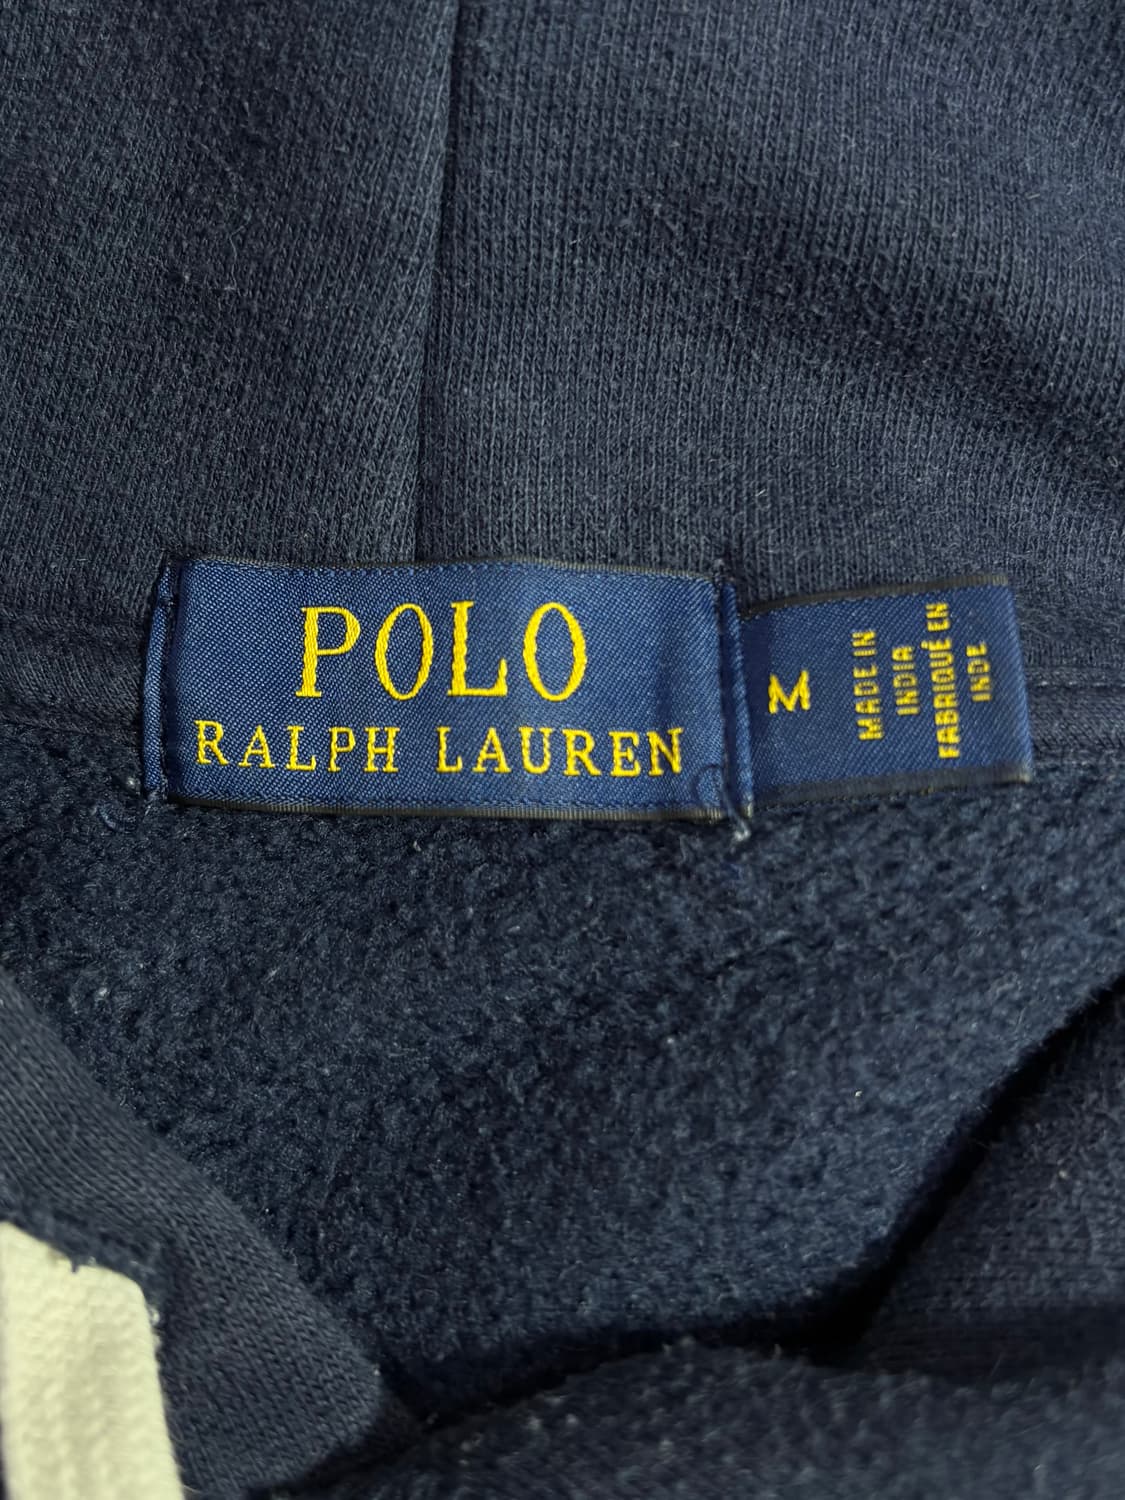 POLO
RALPH LAUREN
M
MADE IN
INDIA
FABRIQUÉ EN
INDE